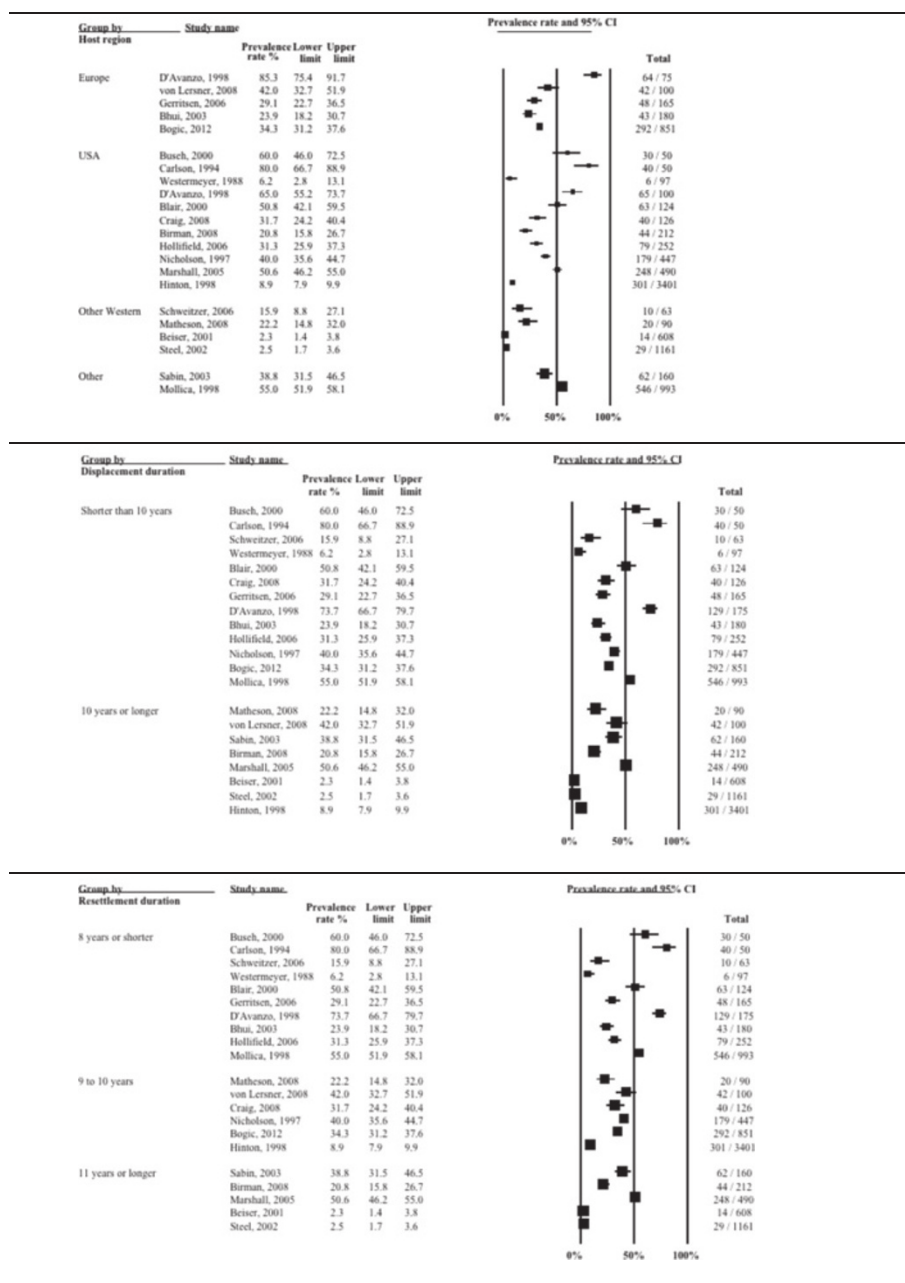 Group by Study name Prevalence rate and 95% CI
Host region
Prevalence Lower Upper
rate % limit limit Total
Europe D'Avanzo, 1998 85.3 75.4 91.7 64 / 75
von Lersner, 2008 42.0 32.7 51.9 42 / 100
Gerritsen, 2006 29.1 22.7 36.5 48 / 165
Bhui, 2003 23.9 18.2 30.7 43 / 180
Bogic, 2012 34.3 31.2 37.6 292 / 851
USA Busch, 2000 60.0 46.0 72.5 30 / 50
Carlson, 1994 80.0 66.7 88.9 40 / 50
Westermeyer, 1988 6.2 2.8 13.1 6 / 97
D'Avanzo, 1998 65.0 55.2 73.7 65 / 100
Blair, 2000 50.8 42.1 59.5 63 / 124
Craig, 2008 31.7 24.2 40.4 40 / 126
Birman, 2008 20.8 15.8 26.7 44 / 212
Hollifield, 2006 31.3 25.9 37.3 79 / 252
Nicholson, 1997 40.0 35.6 44.7 179 / 447
Marshall, 2005 50.6 46.2 55.0 248 / 490
Hinton, 1998 8.9 7.9 9.9 301 / 3401
Other Western Schweitzer, 2006 15.9 8.8 27.1 10 / 63
Matheson, 2008 22.2 14.8 32.0 20 / 90
Beiser, 2001 2.3 1.4 3.8 14 / 608
Steel, 2002 2.5 1.7 3.6 29 / 1161
Other Sabin, 2003 38.8 31.5 46.5 62 / 160
Mollica, 1998 55.0 51.9 58.1 546 / 993
0% 50% 100%
Group by Study name Prevalence rate and 95% CI
Displacement duration
Prevalence Lower Upper
rate % limit limit Total
Shorter than 10 years Busch, 2000 60.0 46.0 72.5 30 / 50
Carlson, 1994 80.0 66.7 88.9 40 / 50
Schweitzer, 2006 15.9 8.8 27.1 10 / 63
Westermeyer, 1988 6.2 2.8 13.1 6 / 97
Blair, 2000 50.8 42.1 59.5 63 / 124
Craig, 2008 31.7 24.2 40.4 40 / 126
Gerritsen, 2006 29.1 22.7 36.5 48 / 165
D'Avanzo, 1998 73.7 66.7 79.7 129 / 175
Bhui, 2003 23.9 18.2 30.7 43 / 180
Hollifield, 2006 31.3 25.9 37.3 79 / 252
Nicholson, 1997 40.0 35.6 44.7 179 / 447
Bogic, 2012 34.3 31.2 37.6 292 / 851
Mollica, 1998 55.0 51.9 58.1 546 / 993
10 years or longer Matheson, 2008 22.2 14.8 32.0 20 / 90
von Lersner, 2008 42.0 32.7 51.9 42 / 100
Sabin, 2003 38.8 31.5 46.5 62 / 160
Birman, 2008 20.8 15.8 26.7 44 / 212
Marshall, 2005 50.6 46.2 55.0 248 / 490
Beiser, 2001 2.3 1.4 3.8 14 / 608
Steel, 2002 2.5 1.7 3.6 29 / 1161
Hinton, 1998 8.9 7.9 9.9 301 / 3401
0% 50% 100%
Group by Study name Prevalence rate and 95% CI
Resettlement duration
Prevalence Lower Upper
rate % limit limit Total
8 years or shorter Busch, 2000 60.0 46.0 72.5 30 / 50
Carlson, 1994 80.0 66.7 88.9 40 / 50
Schweitzer, 2006 15.9 8.8 27.1 10 / 63
Westermeyer, 1988 6.2 2.8 13.1 6 / 97
Blair, 2000 50.8 42.1 59.5 63 / 124
Gerritsen, 2006 29.1 22.7 36.5 48 / 165
D'Avanzo, 1998 73.7 66.7 79.7 129 / 175
Bhui, 2003 23.9 18.2 30.7 43 / 180
Hollifield, 2006 31.3 25.9 37.3 79 / 252
Mollica, 1998 55.0 51.9 58.1 546 / 993
9 to 10 years Matheson, 2008 22.2 14.8 32.0 20 / 90
von Lersner, 2008 42.0 32.7 51.9 42 / 100
Craig, 2008 31.7 24.2 40.4 40 / 126
Nicholson, 1997 40.0 35.6 44.7 179 / 447
Bogic, 2012 34.3 31.2 37.6 292 / 851
Hinton, 1998 8.9 7.9 9.9 301 / 3401
11 years or longer Sabin, 2003 38.8 31.5 46.5 62 / 160
Birman, 2008 20.8 15.8 26.7 44 / 212
Marshall, 2005 50.6 46.2 55.0 248 / 490
Beiser, 2001 2.3 1.4 3.8 14 / 608
Steel, 2002 2.5 1.7 3.6 29 / 1161
0% 50% 100%